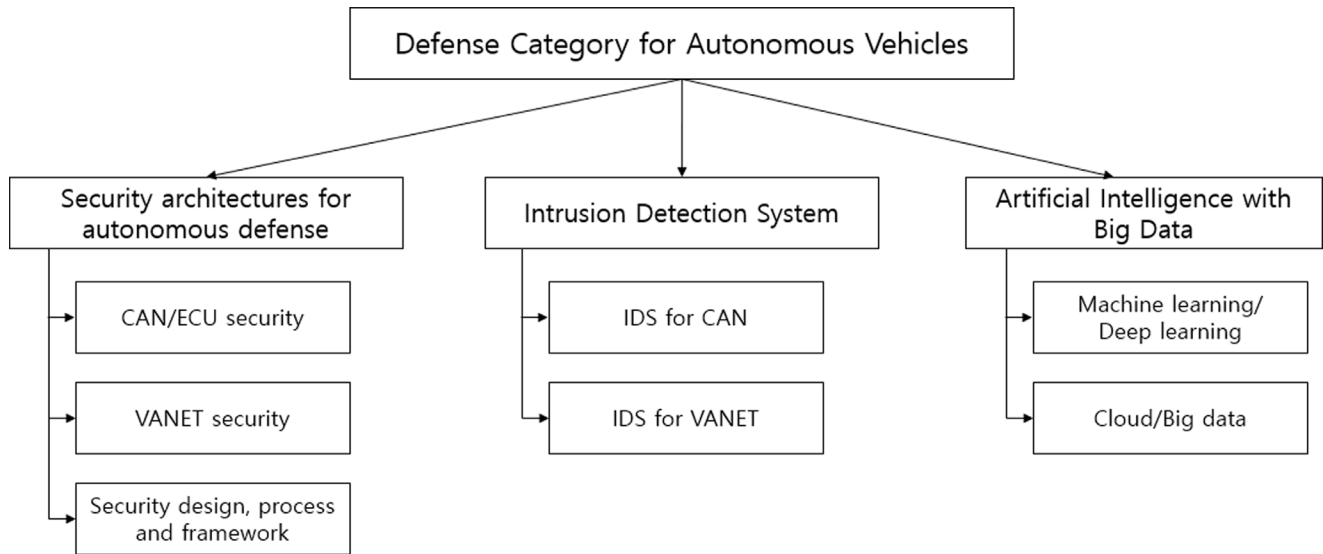 Defense Category for Autonomous Vehicles
Security architectures for
autonomous defense
CAN/ECU security
VANET security
Security design, process
and framework
Intrusion Detection System
IDS for CAN
IDS for VANET
Artificial Intelligence with
Big Data
Machine learning/
Deep learning
Cloud/Big data